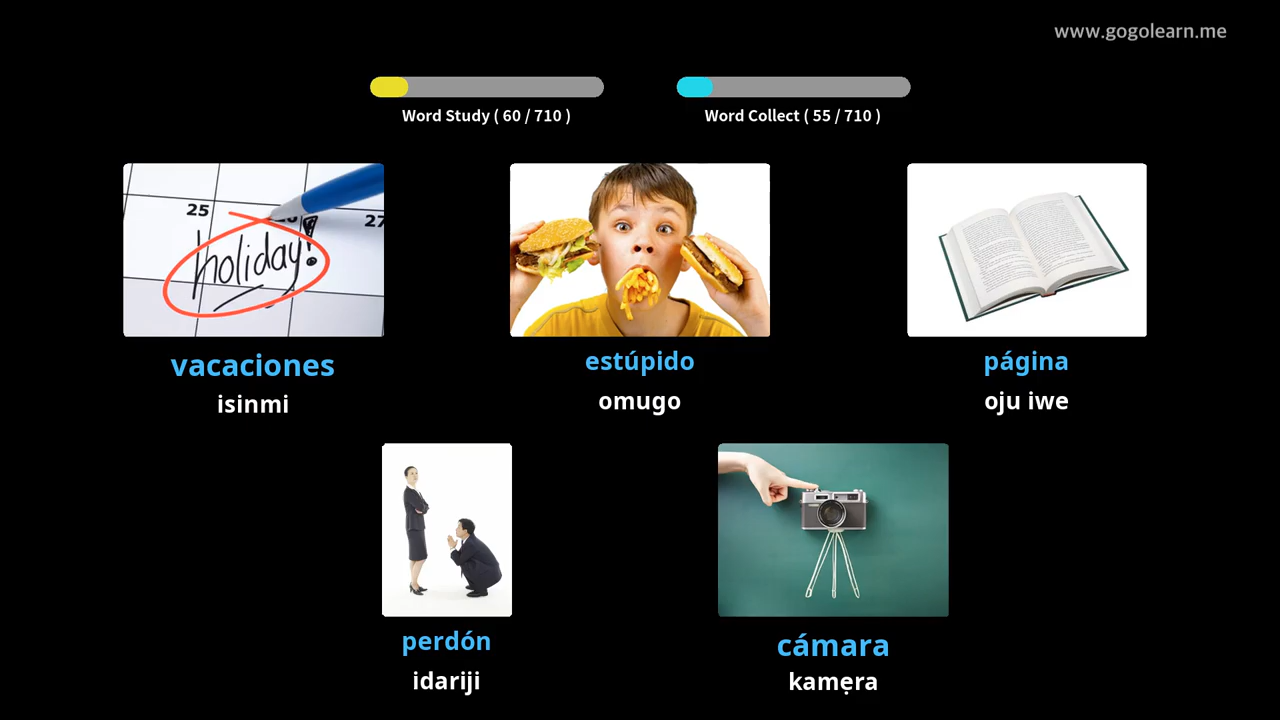 www.gogolearn.me
Word Study ( 60 / 710 )
Word Collect ( 55 / 710 )
25
27
holiday!
vacaciones
isinmi
estúpido
omugo
página
oju iwe
perdón
idariji
cámara
kamẹra